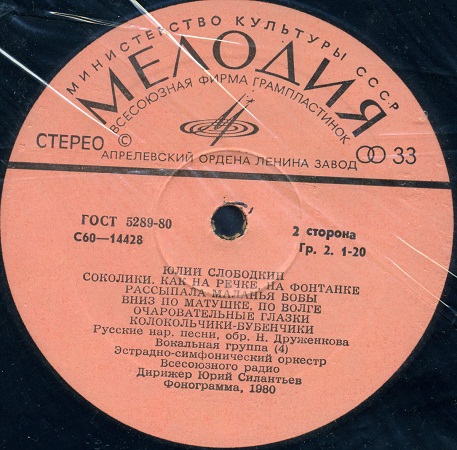 МИНИСТЕРСТВО КУЛЬТУРЫ СССР
МЕЛОДИЯ
ВСЕСОЮЗНАЯ ФИРМА ГРАМПЛАСТИНОК
СТЕРЕО ©
33
АПРЕЛЕВСКИЙ ОРДЕНА ЛЕНИНА ЗАВОД
ГОСТ 5289-80
С60—14428
2 сторона
Гр. 2. 1-20
ЮЛИЙ СЛОБОДКИН
СОКОЛИКИ. КАК НА РЕЧКЕ, НА ФОНТАНКЕ
РАССЫПАЛА МАЛАНЬЯ БОБЫ
ВНИЗ ПО МАТУШКЕ, ПО ВОЛГЕ
ОЧАРОВАТЕЛЬНЫЕ ГЛАЗКИ
КОЛОКОЛЬЧИКИ-БУБЕНЧИКИ
Русские нар. песни, обр. Н. Друженкова
Вокальная группа (4)
Эстрадно-симфонический оркестр
Всесоюзного радио
Дирижер Юрий Силантьев
Фонограмма, 1980